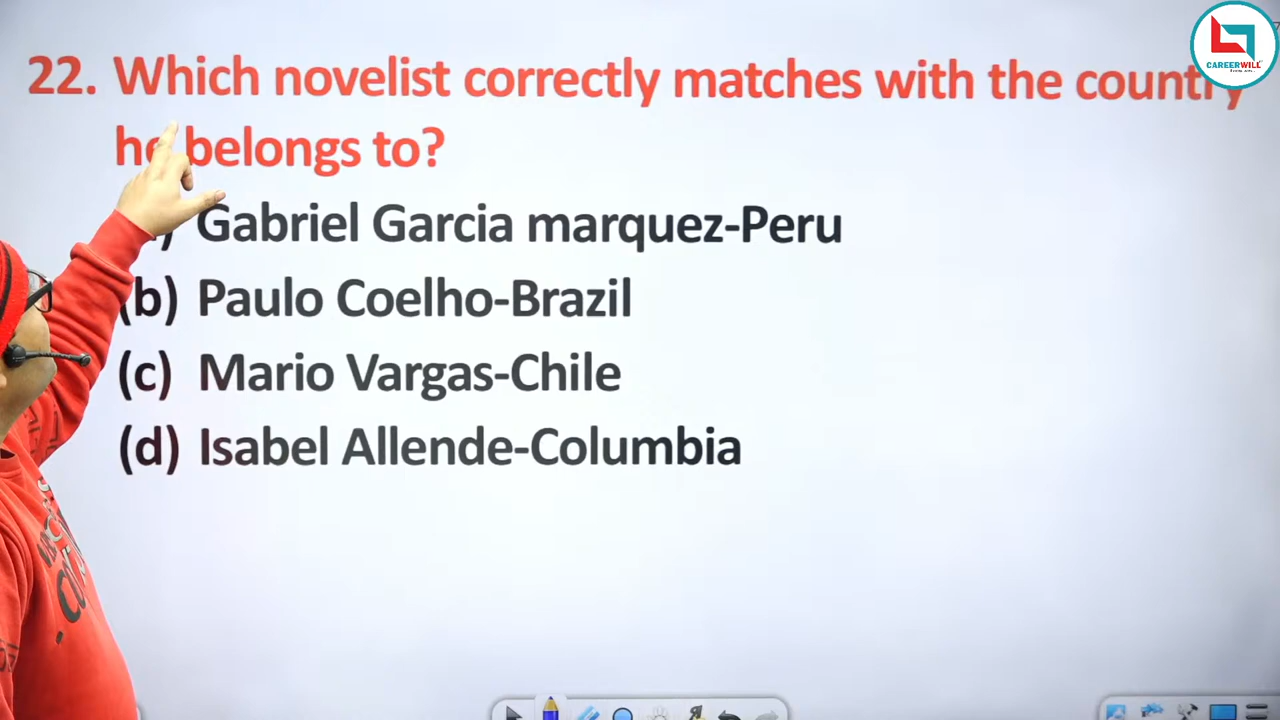 22. Which novelist correctly matches with the country
he belongs to?
) Gabriel Garcia marquez-Peru
(b) Paulo Coelho-Brazil
(c) Mario Vargas-Chile
(d) Isabel Allende-Columbia
CAREERWILL